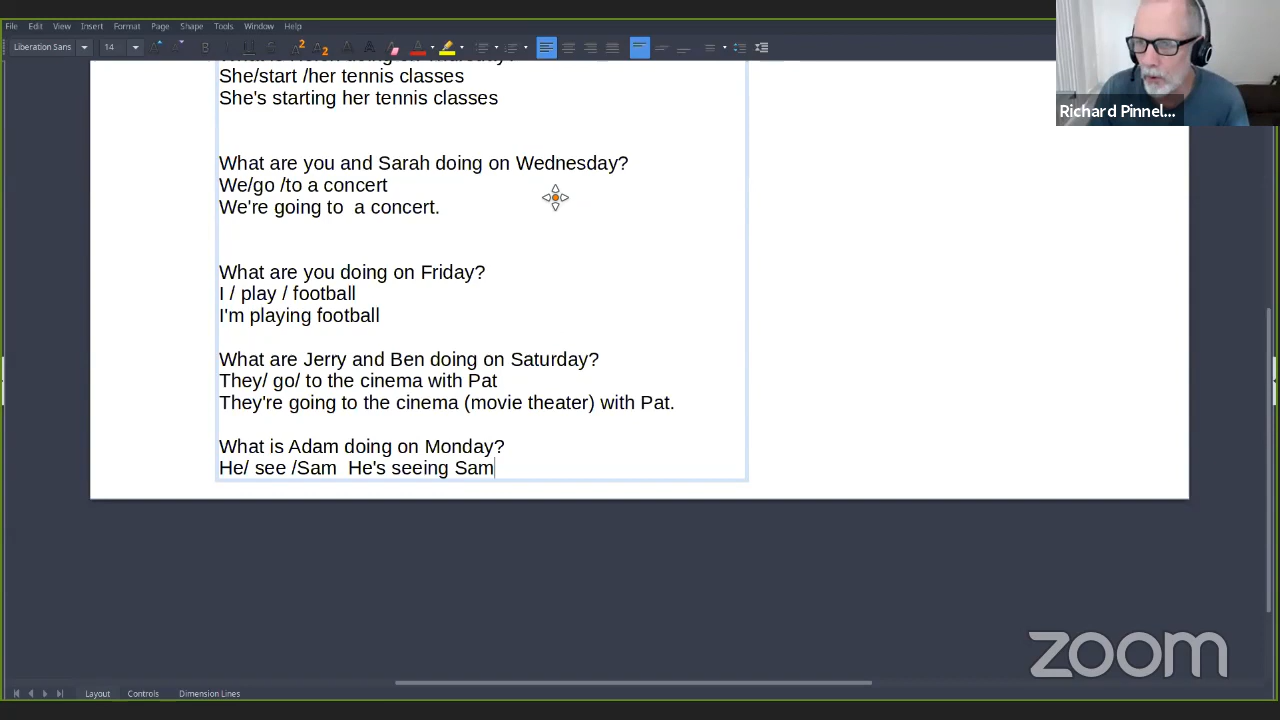 File Edit View Insert Format Page Shape Tools Window Help
Liberation Sans 14
She/start /her tennis classes
She's starting her tennis classes
What are you and Sarah doing on Wednesday?
We/go /to a concert
We're going to  a concert.
What are you doing on Friday?
I / play / football
I'm playing football
What are Jerry and Ben doing on Saturday?
They/ go/ to the cinema with Pat
They're going to the cinema (movie theater) with Pat.
What is Adam doing on Monday?
He/ see /Sam  He's seeing Sam
Richard Pinnel...
zoom
Layout Controls Dimension Lines